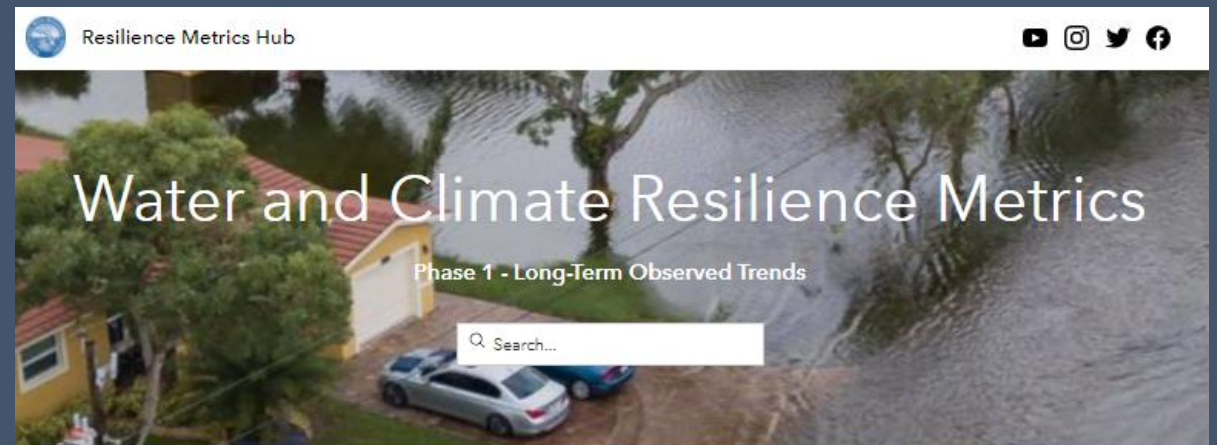 Resilience Metrics Hub
Water and Climate Resilience Metrics
Phase 1 - Long-Term Observed Trends
Search...